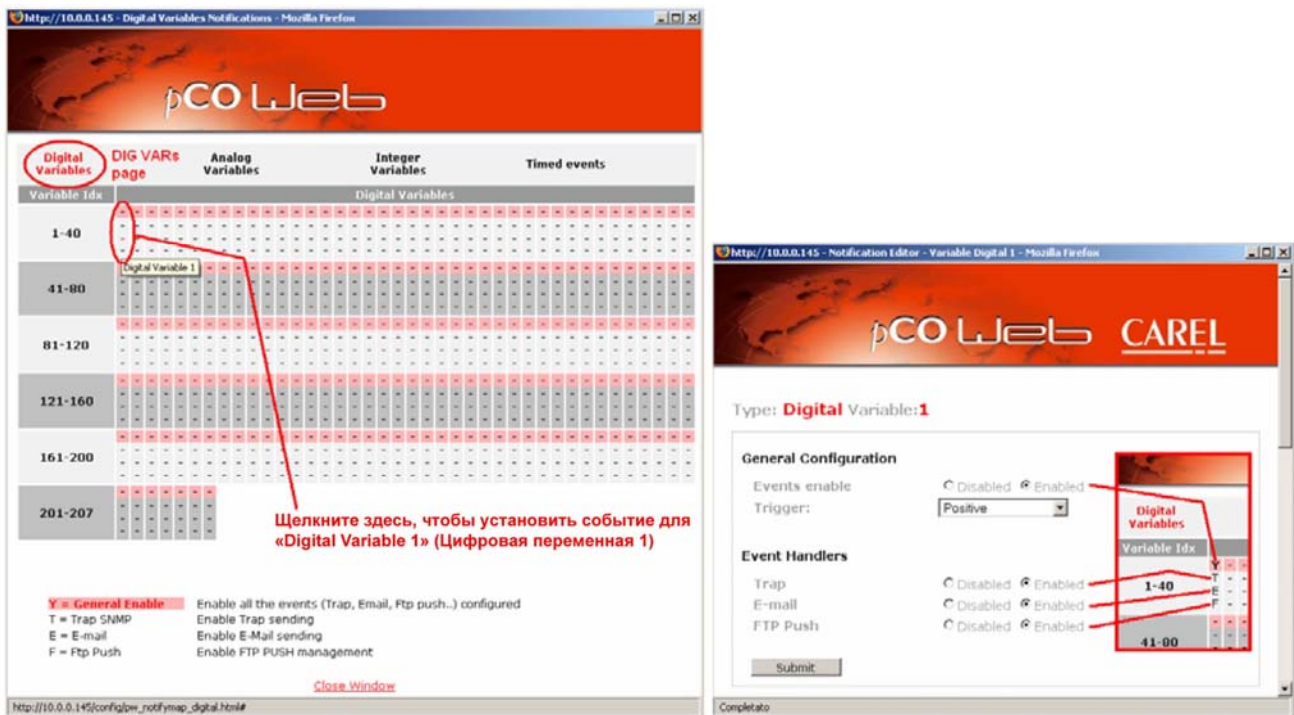 http://10.0.0.145 - Digital Variables Notifications - Mozilla Firefox
pCO Web
Digital Variables
DIG VARs page
Analog Variables
Integer Variables
Timed events
Variable Idx
Digital Variables
1-40
Digital Variable 1
41-80
81-120
121-160
161-200
201-207
Щелкните здесь, чтобы установить событие для
«Digital Variable 1» (Цифровая переменная 1)
Y = General Enable Enable all the events (Trap, Email, Ftp push..) configured
T = Trap SNMP Enable Trap sending
E = E-mail Enable E-Mail sending
F = Ftp Push Enable FTP PUSH management
Close Window
http://10.0.0.145/config/pw_notifymap_digital.html#
http://10.0.0.145 - Notification Editor - Variable Digital 1 - Mozilla Firefox
pCO Web CAREL
Type: Digital Variable:1
General Configuration
Events enable Disabled Enabled
Trigger: Positive
Event Handlers
Trap Disabled Enabled
E-mail Disabled Enabled
FTP Push Disabled Enabled
Submit
Digital
Variables
Variable Idx
1-40
Y - -
T - -
E - -
F - -
41-80
Completato